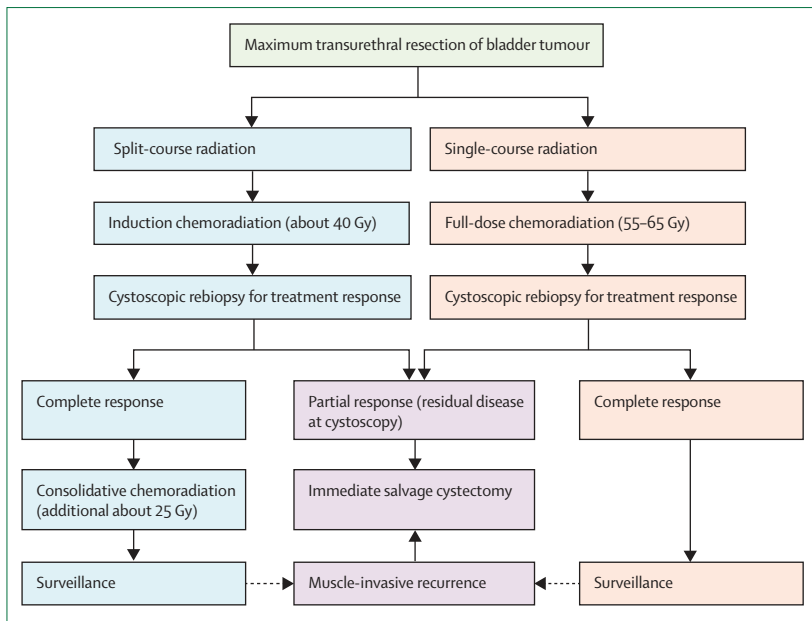 Maximum transurethral resection of bladder tumour
Split-course radiation
Single-course radiation
Induction chemoradiation (about 40 Gy)
Full-dose chemoradiation (55–65 Gy)
Cystoscopic rebiopsy for treatment response
Cystoscopic rebiopsy for treatment response
Complete response
Partial response (residual disease
at cystoscopy)
Complete response
Consolidative chemoradiation
(additional about 25 Gy)
Immediate salvage cystectomy
Surveillance
Muscle-invasive recurrence
Surveillance